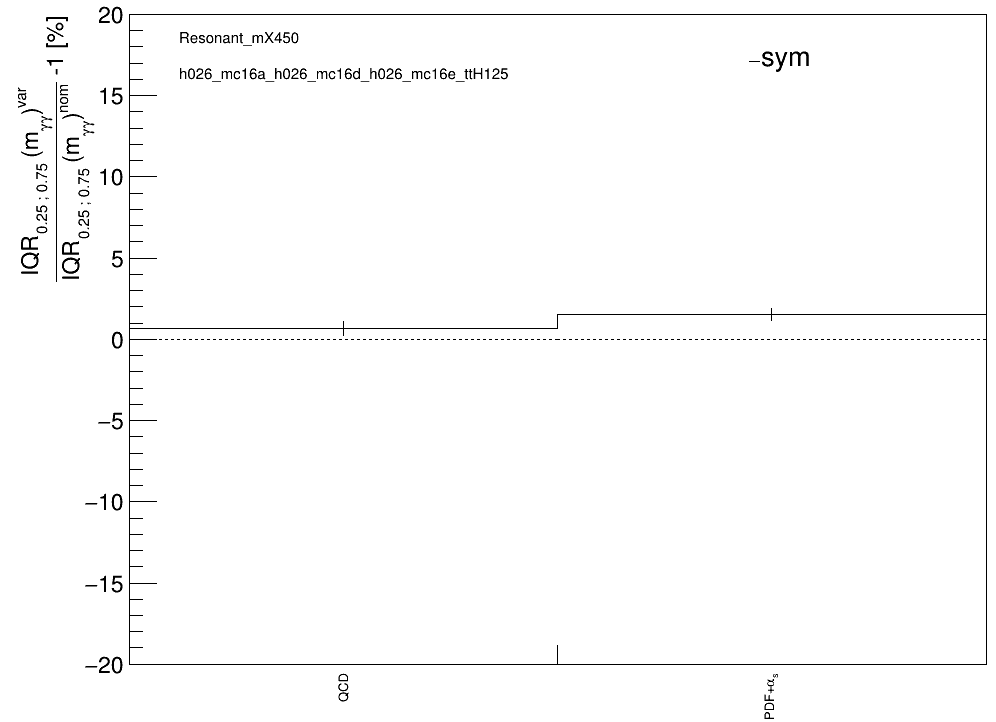 IQR0.25 ; 0.75 (mγγ)var
IQR0.25 ; 0.75 (mγγ)nom -1 [%]
Resonant_mX450
h026_mc16a_h026_mc16d_h026_mc16e_ttH125
sym
20
15
10
5
0
−5
−10
−15
−20
QCD
PDF+αs